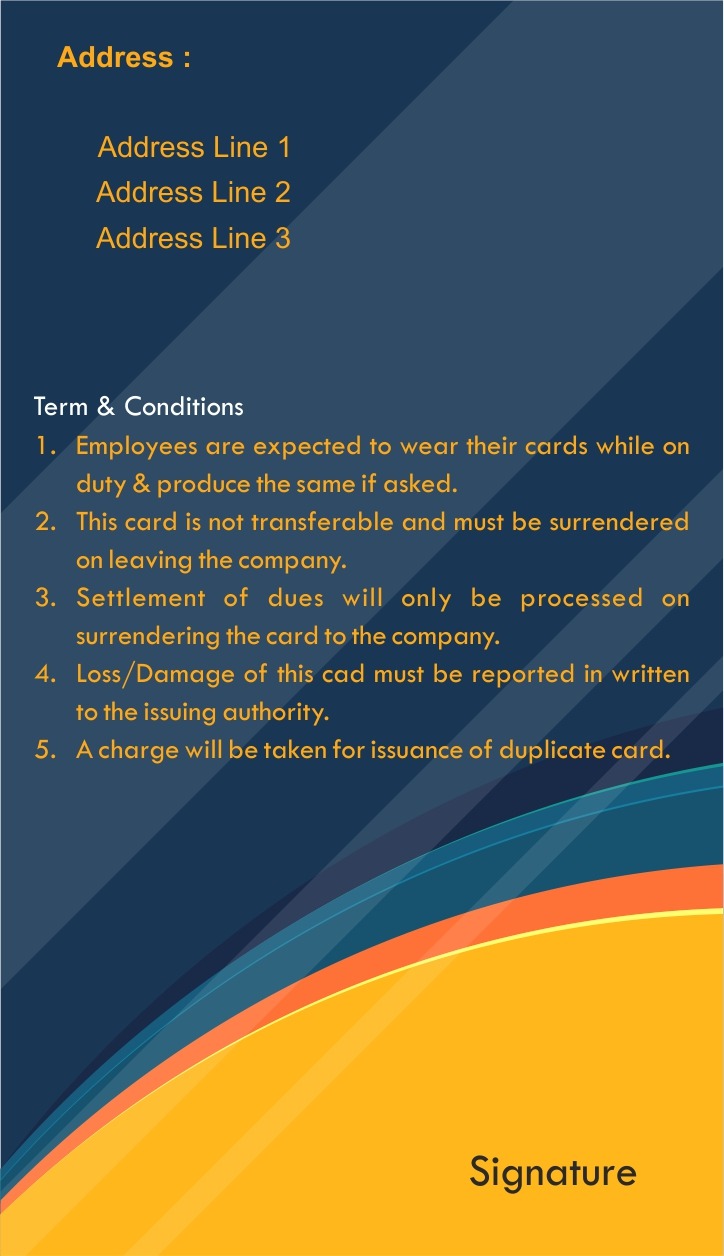 Address :
Address Line 1
Address Line 2
Address Line 3
Term & Conditions
1. Employees are expected to wear their cards while on
duty & produce the same if asked.
2. This card is not transferable and must be surrendered
on leaving the company.
3. Settlement of dues will only be processed on
surrendering the card to the company.
4. Loss/Damage of this cad must be reported in written
to the issuing authority.
5. A charge will be taken for issuance of duplicate card.
Signature